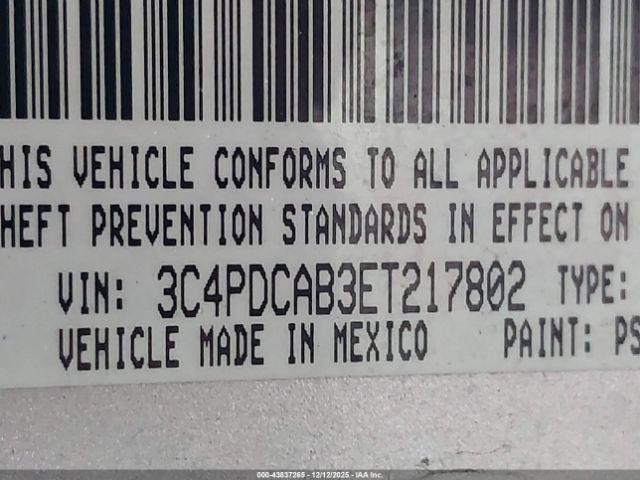 HIS VEHICLE CONFORMS TO ALL APPLICABLE
HEFT PREVENTION STANDARDS IN EFFECT ON
VIN: 3C4PDCAB3ET217802 TYPE:
VEHICLE MADE IN MEXICO PAINT: PS
000-43837265 12/12/2025 IAA Inc.